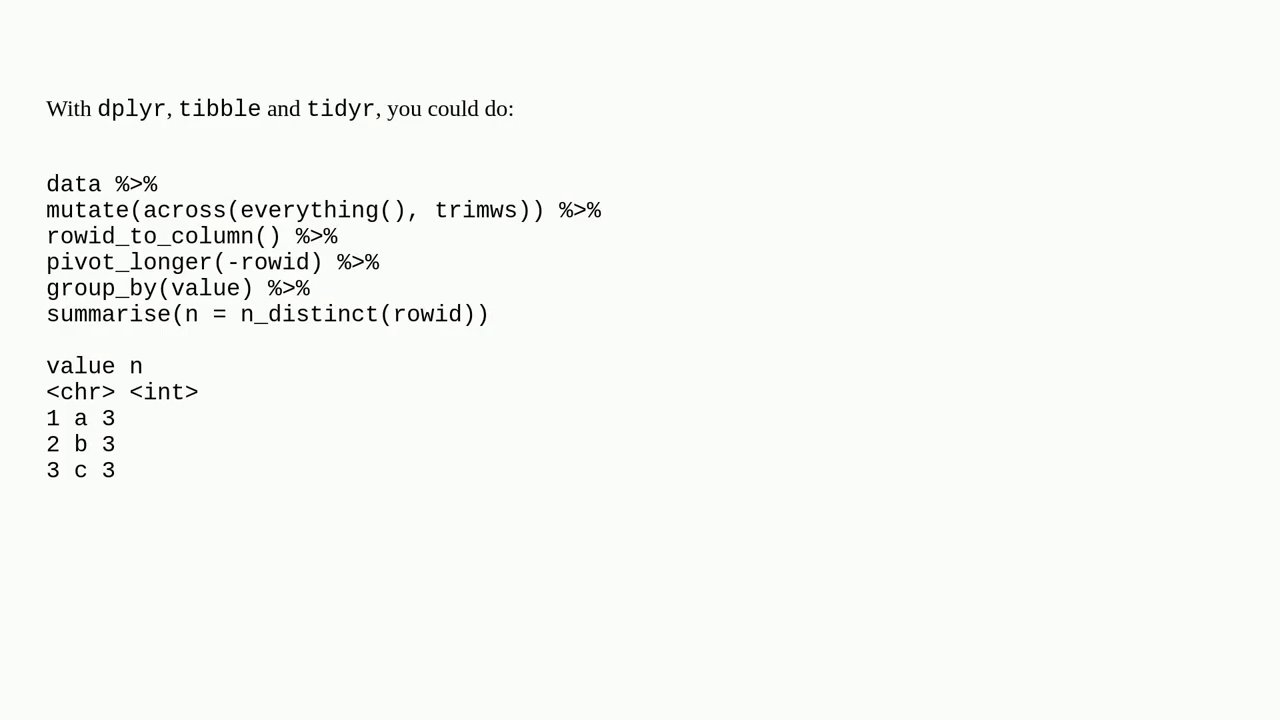 With dplyr, tibble and tidyr, you could do:
data %>%
mutate(across(everything(), trimws)) %>%
rowid_to_column() %>%
pivot_longer(-rowid) %>%
group_by(value) %>%
summarise(n = n_distinct(rowid))
value n
<chr> <int>
1 a 3
2 b 3
3 c 3